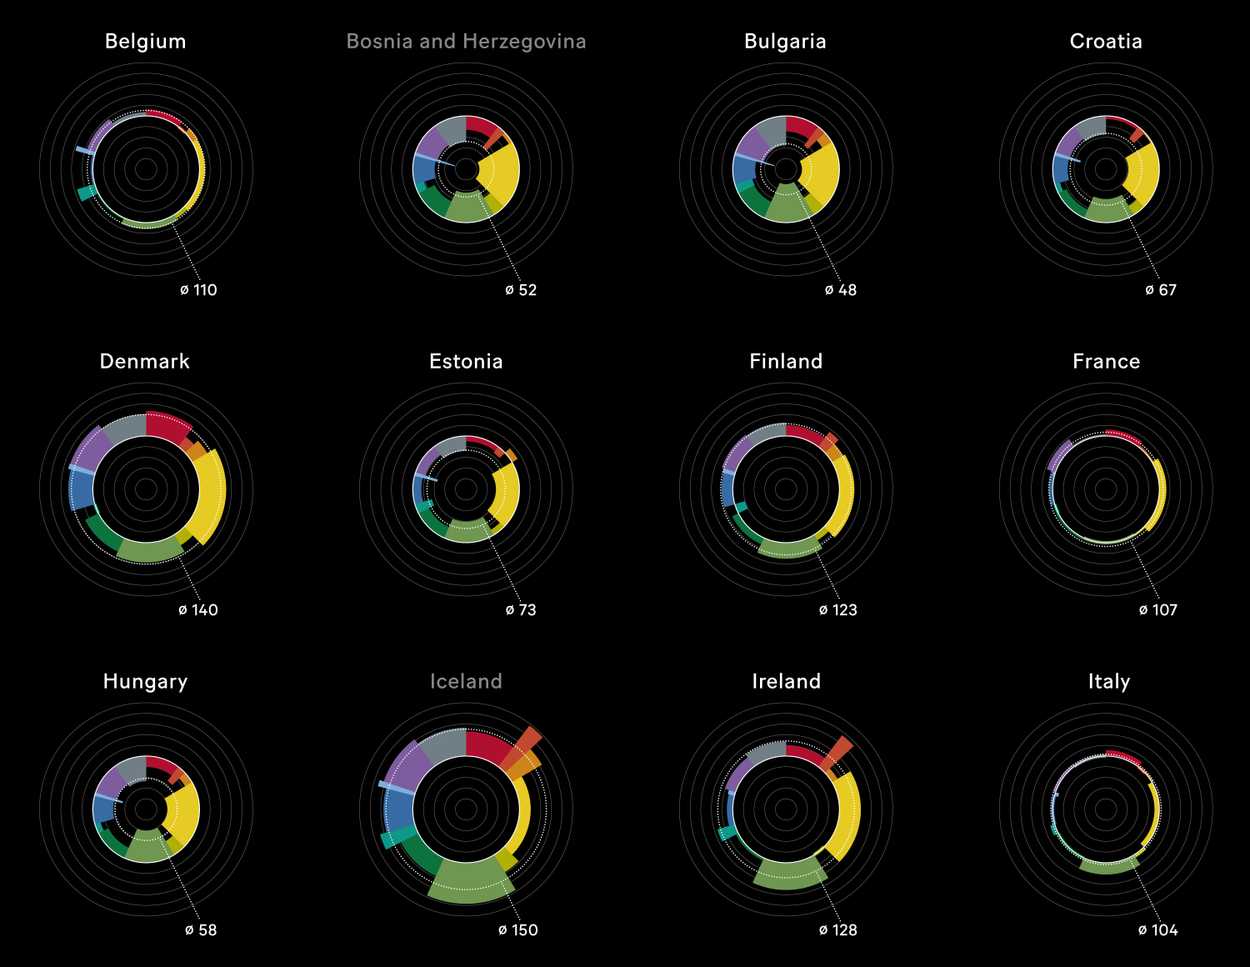 Belgium
Bosnia and Herzegovina
Bulgaria
Croatia
ø 110
ø 52
ø 48
ø 67
Denmark
Estonia
Finland
France
ø 140
ø 73
ø 123
ø 107
Hungary
Iceland
Ireland
Italy
ø 58
ø 150
ø 128
ø 104